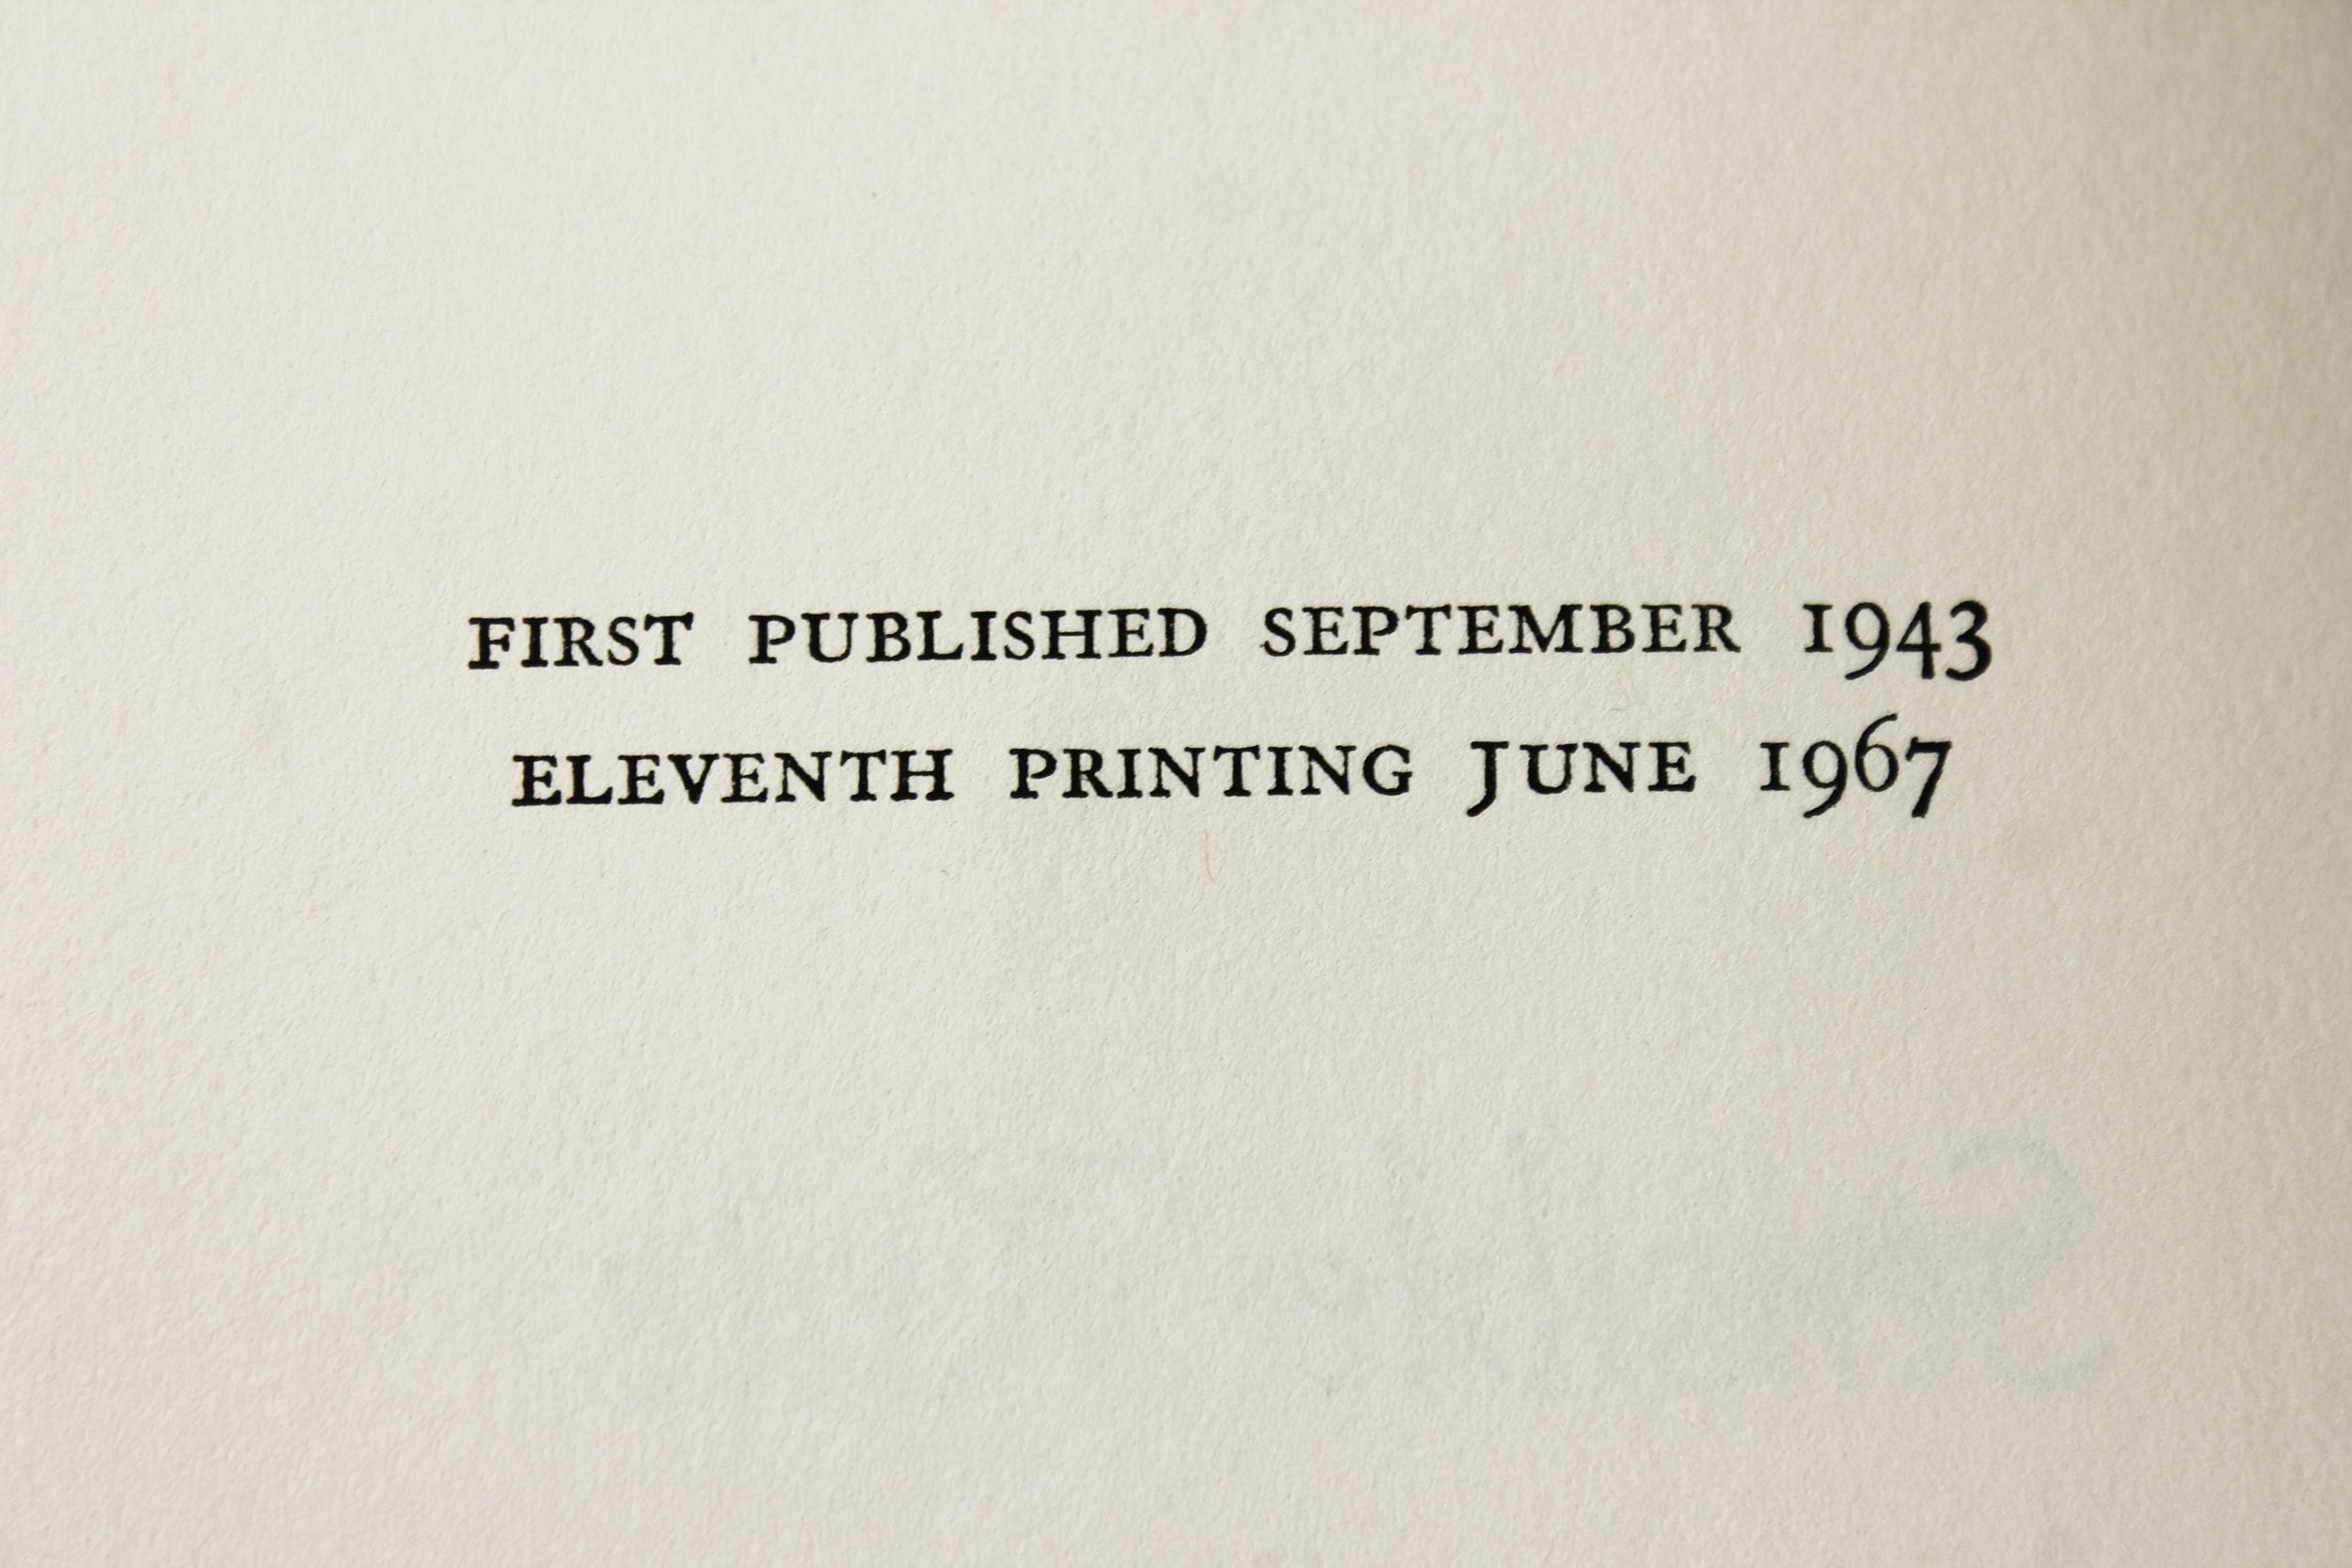 FIRST PUBLISHED SEPTEMBER 1943
ELEVENTH PRINTING JUNE 1967